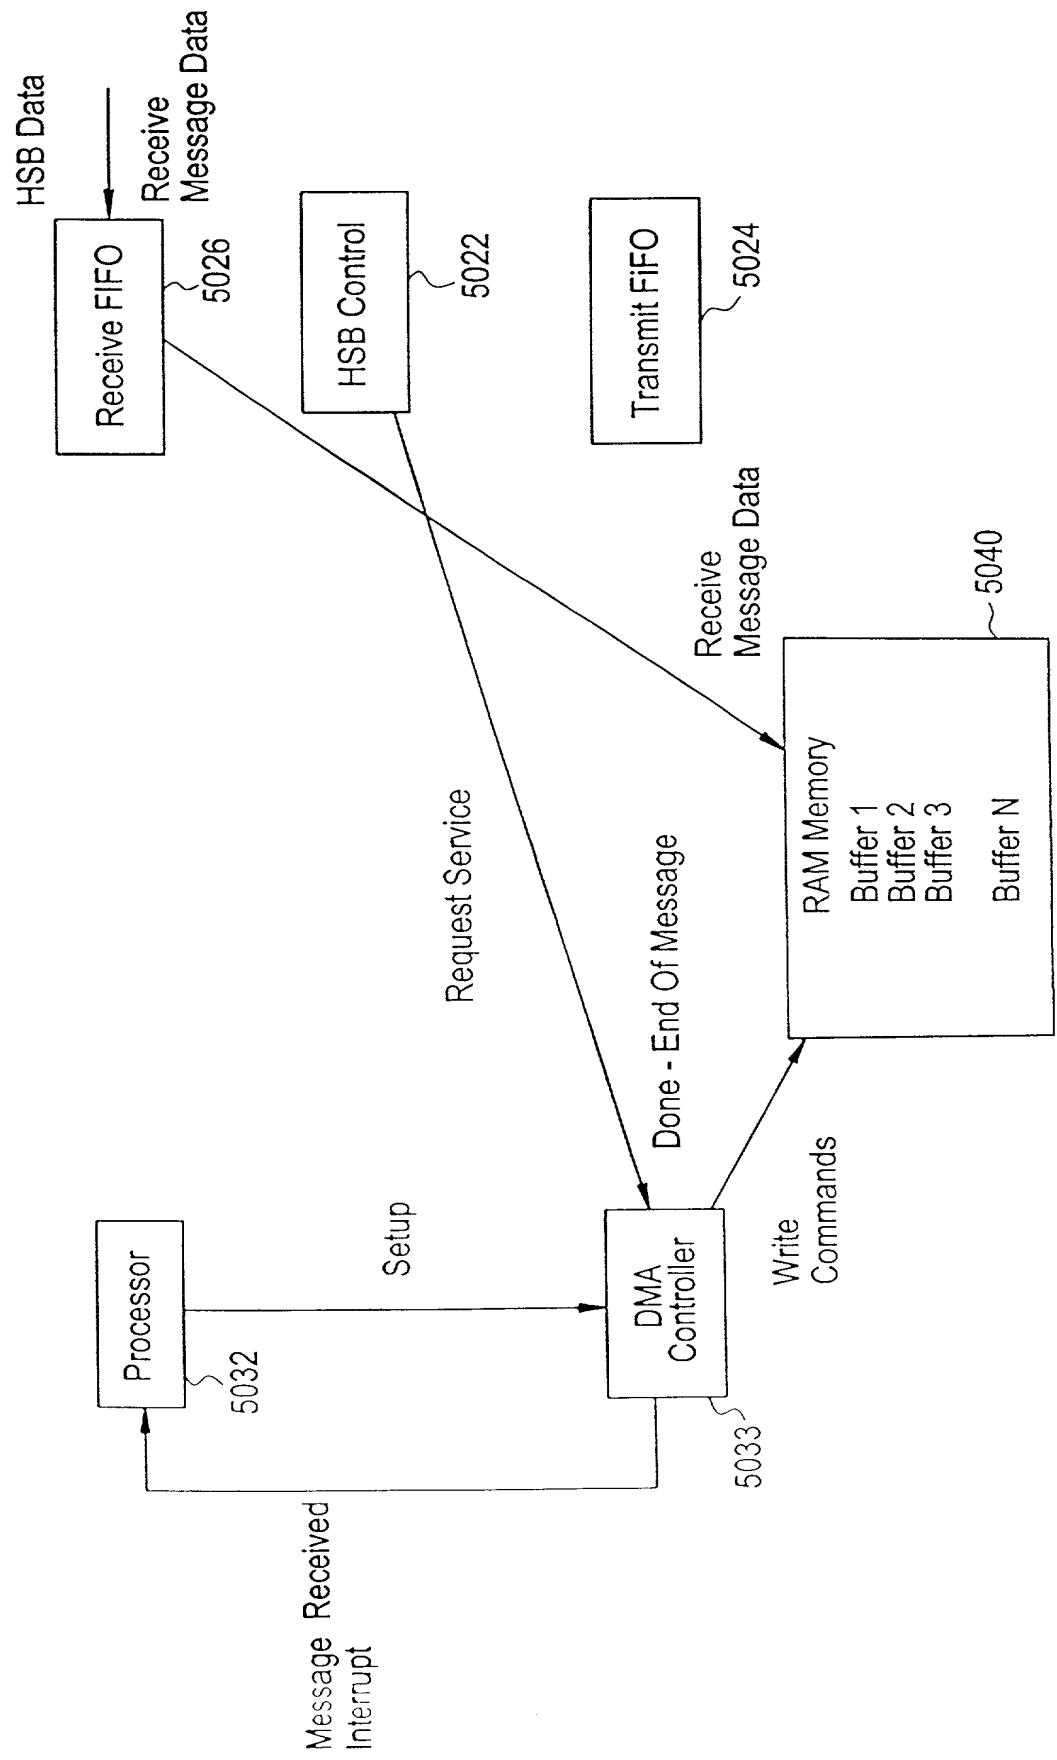 HSB Data
Receive
Message Data
Receive FIFO
5026
HSB Control
5022
Transmit FiFO
5024
Processor
5032
Message Received
Interrupt
Setup
Request Service
Done - End Of Message
DMA
Controller
5033
Write
Commands
Receive
Message Data
RAM Memory
Buffer 1
Buffer 2
Buffer 3
Buffer N
5040